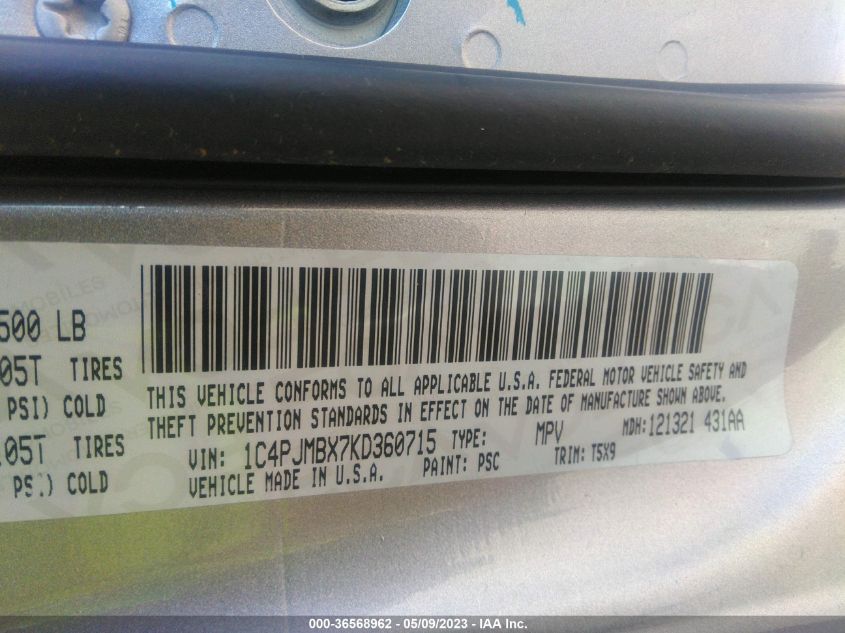 500 LB
05T TIRES
PSI) COLD
.05T TIRES
PSI) COLD
THIS VEHICLE CONFORMS TO ALL APPLICABLE U.S.A. FEDERAL MOTOR VEHICLE SAFETY AND
THEFT PREVENTION STANDARDS IN EFFECT ON THE DATE OF MANUFACTURE SHOWN ABOVE.
VIN: 1C4PJMBX7KD360715 TYPE: MPV MDH:121321 431AA
VEHICLE MADE IN U.S.A. PAINT: PSC TRIM: T5X9
000-36568962 - 05/09/2023 - IAA Inc.